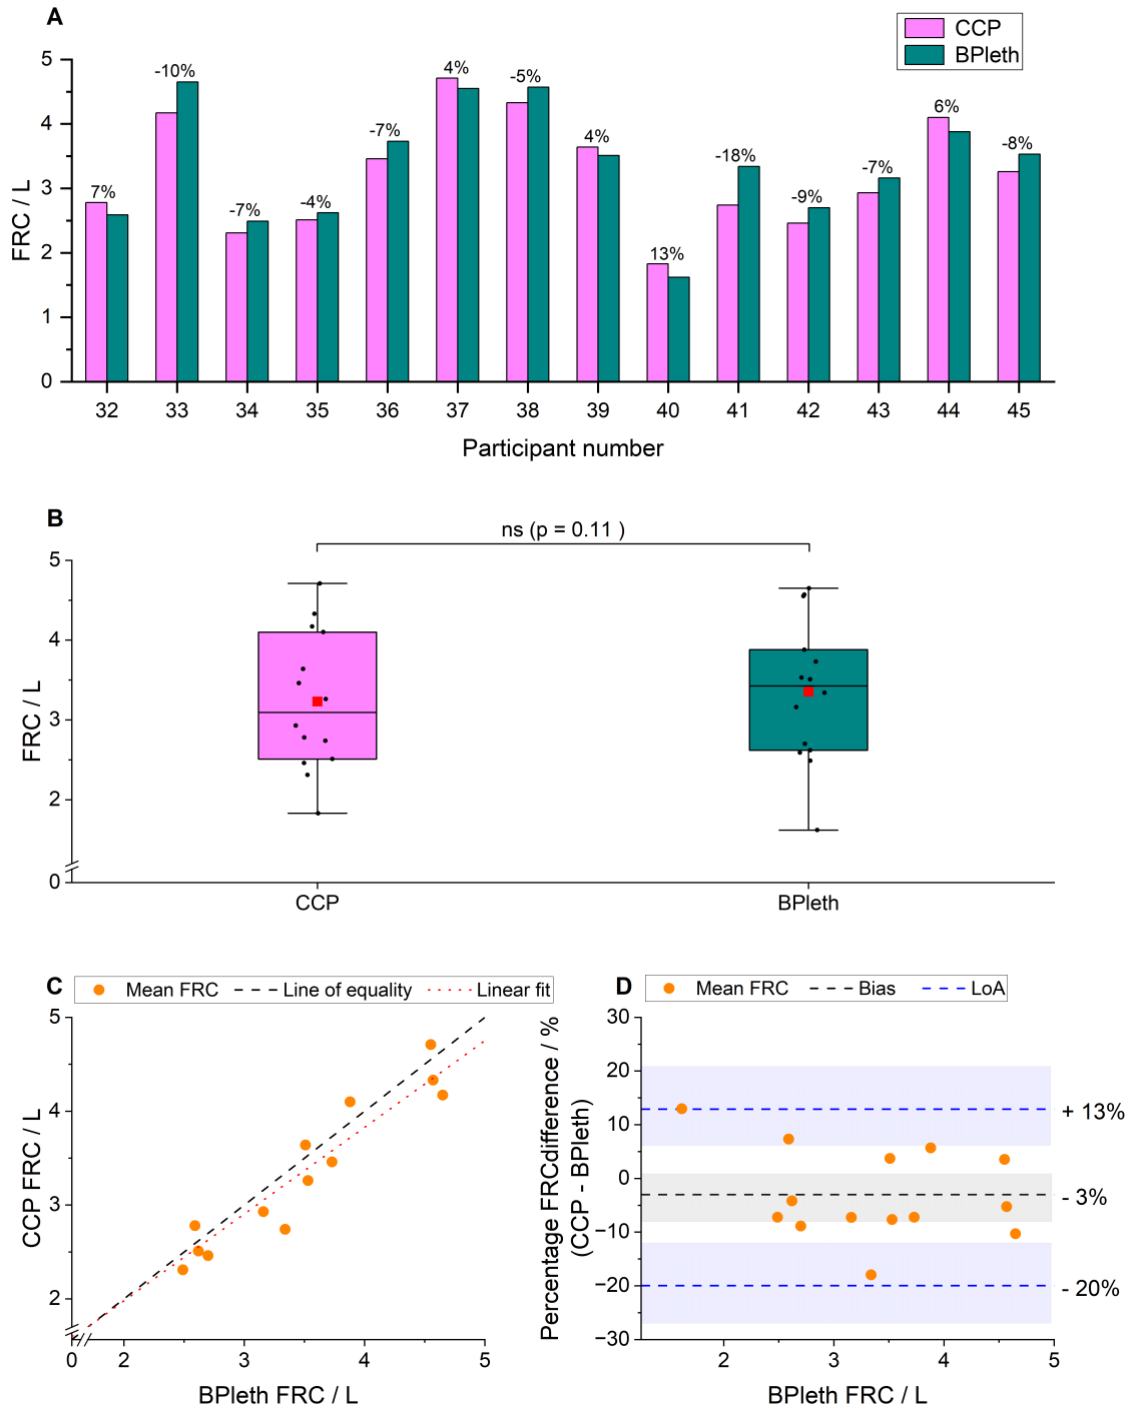 A
CCP
BPleth
5
4
3
2
1
0
FRC / L
7%
-10%
-7%
-4%
-7%
4%
-5%
4%
13%
-18%
-9%
-7%
6%
-8%
32 33 34 35 36 37 38 39 40 41 42 43 44 45
Participant number
B
ns (p = 0.11 )
5
4
3
2
0
FRC / L
CCP BPleth
C
Mean FRC Line of equality Linear fit
5
4
3
2
CCP FRC / L
0 2 3 4 5
BPleth FRC / L
D
Mean FRC Bias LoA
30
20
10
0
−10
−20
−30
Percentage FRCdifference / %
(CCP - BPleth)
+ 13%
- 3%
- 20%
2 3 4 5
BPleth FRC / L